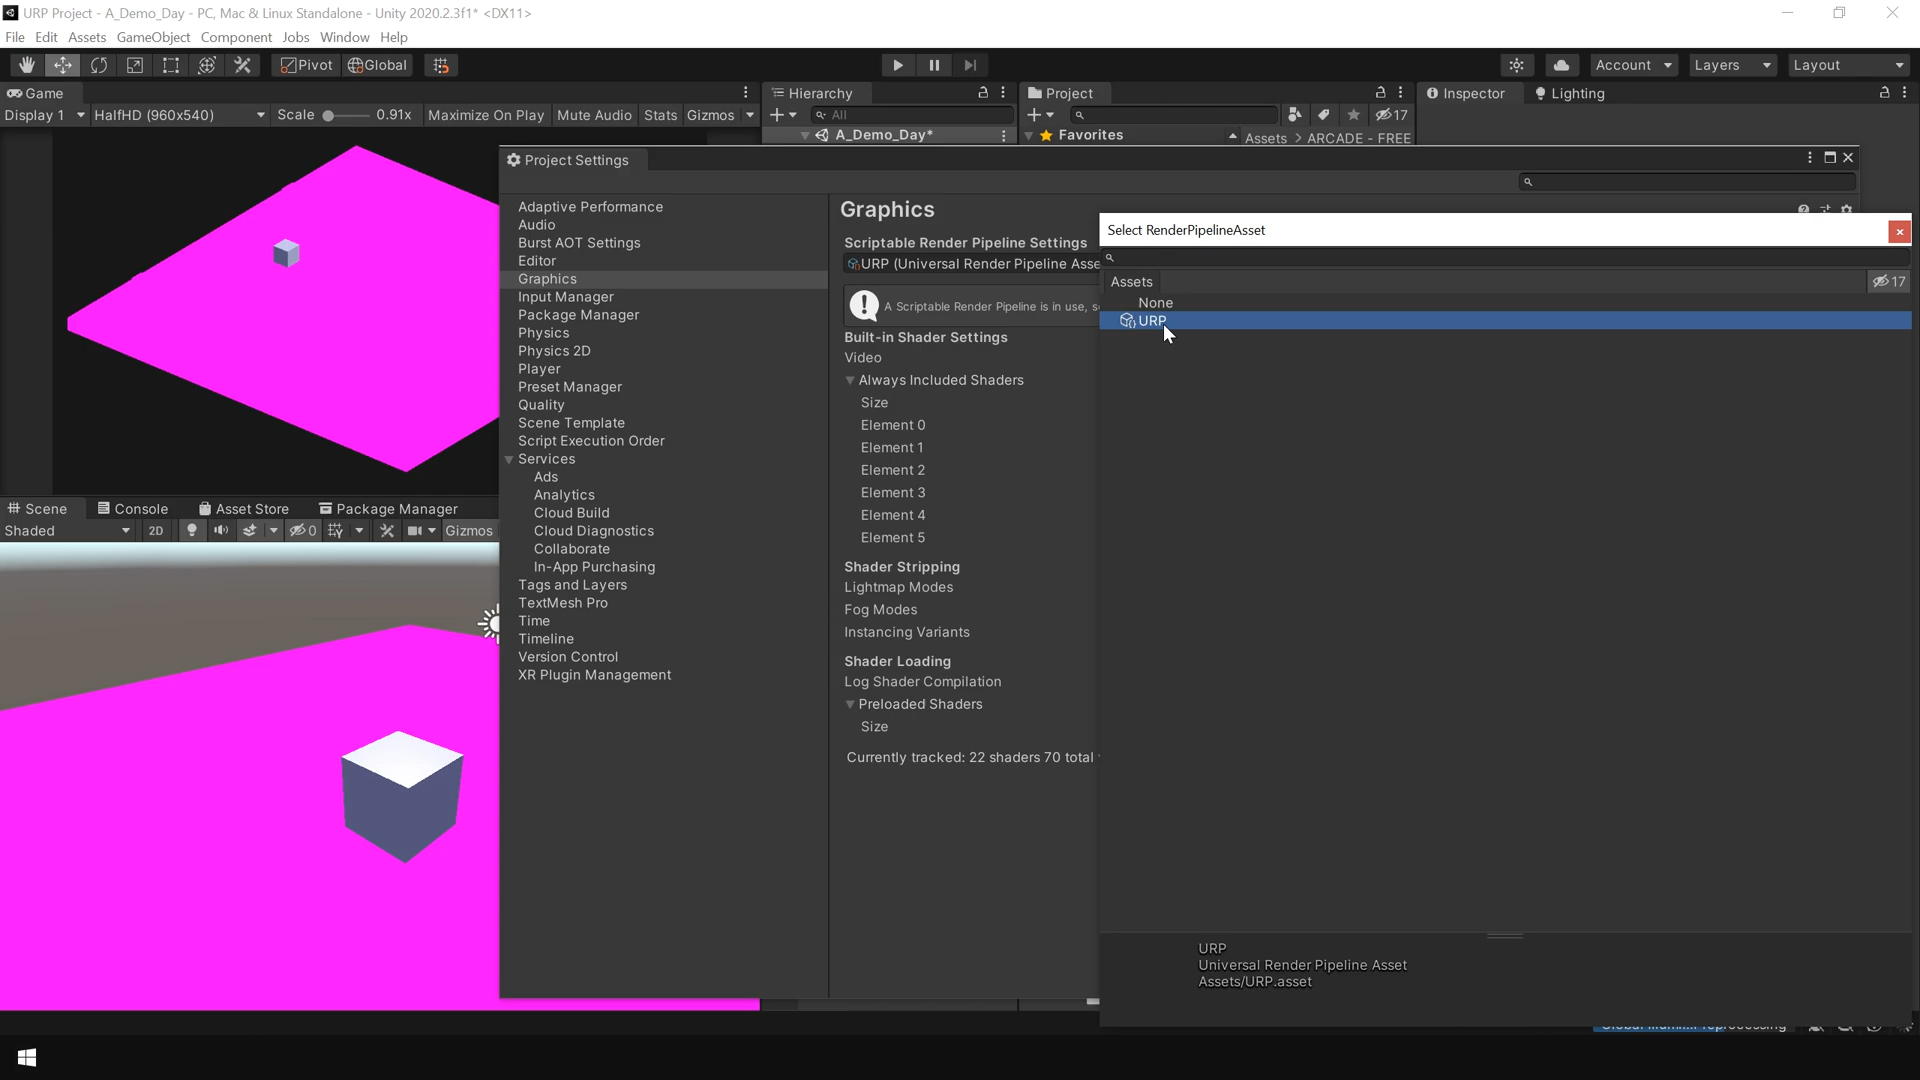 URP Project - A_Demo_Day - PC, Mac & Linux Standalone - Unity 2020.2.3f1* <DX11>
File Edit Assets GameObject Component Jobs Window Help
Pivot Global Account Layers Layout
Game Hierarchy Project Inspector Lighting
Display 1 HalfHD (960x540) Scale 0.91x Maximize On Play Mute Audio Stats Gizmos All 17
A_Demo_Day* Favorites Assets > ARCADE - FREE
Project Settings
Adaptive Performance
Audio
Burst AOT Settings
Editor
Graphics
Input Manager
Package Manager
Physics
Physics 2D
Player
Preset Manager
Quality
Scene Template
Script Execution Order
Services
Ads
Analytics
Cloud Build
Cloud Diagnostics
Collaborate
In-App Purchasing
Tags and Layers
TextMesh Pro
Time
Timeline
Version Control
XR Plugin Management
Graphics
Scriptable Render Pipeline Settings
URP (Universal Render Pipeline Asse
A Scriptable Render Pipeline is in use, s
Built-in Shader Settings
Video
Always Included Shaders
Size
Element 0
Element 1
Element 2
Element 3
Element 4
Element 5
Shader Stripping
Lightmap Modes
Fog Modes
Instancing Variants
Shader Loading
Log Shader Compilation
Preloaded Shaders
Size
Currently tracked: 22 shaders 70 total
Select RenderPipelineAsset
Assets 17
None
URP
URP
Universal Render Pipeline Asset
Assets/URP.asset
Scene Console Asset Store Package Manager
Shaded 2D 0 Gizmos